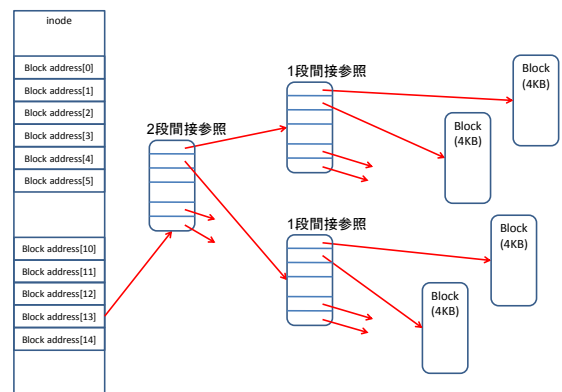 inode
Block address[0]
Block address[1]
Block address[2]
Block address[3]
Block address[4]
Block address[5]
Block address[10]
Block address[11]
Block address[12]
Block address[13]
Block address[14]
2段間接参照
1段間接参照
Block
(4KB)
Block
(4KB)
1段間接参照
Block
(4KB)
Block
(4KB)